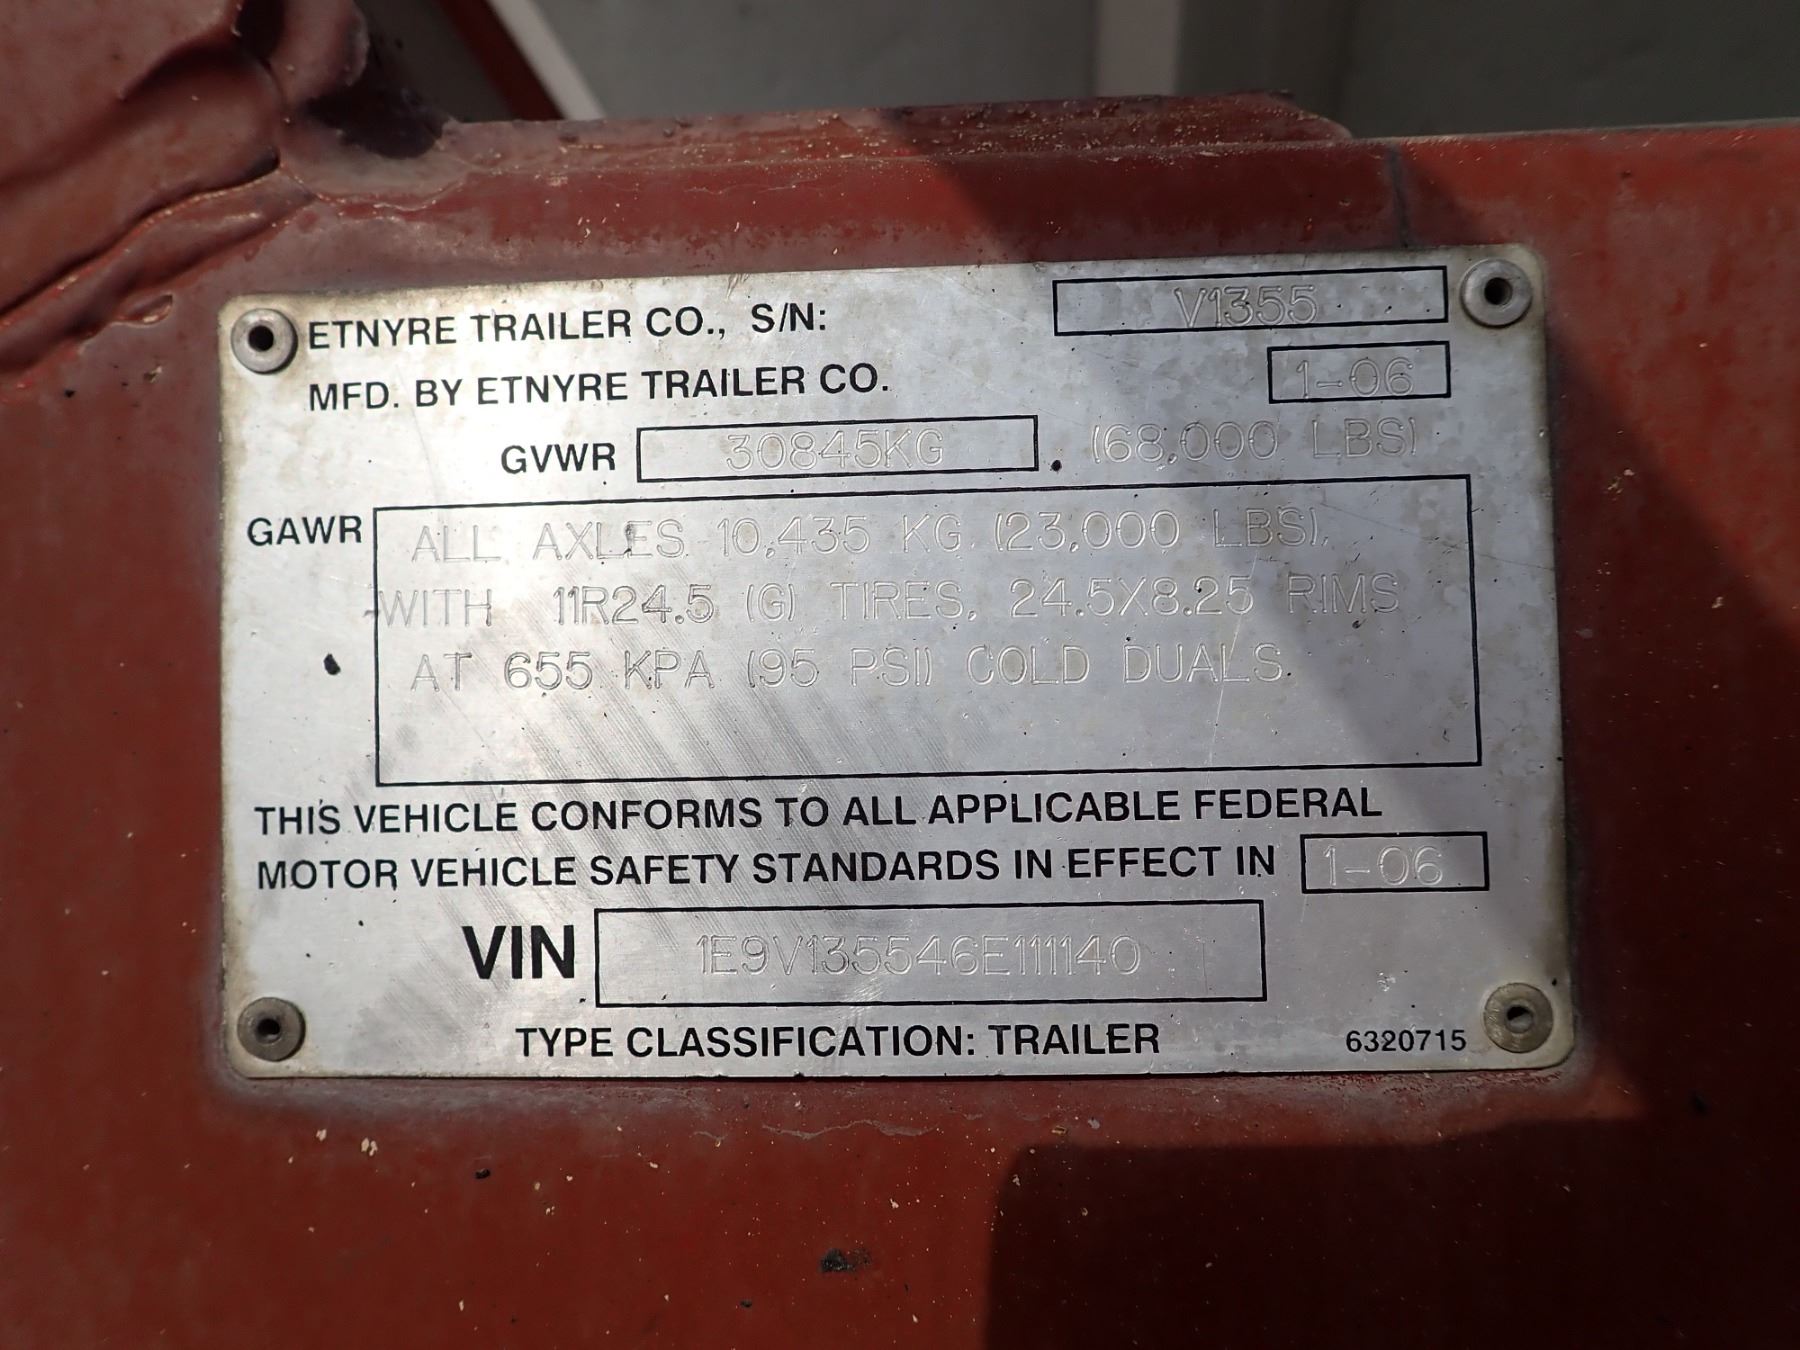 ETNYRE TRAILER CO., S/N: V1355
MFD. BY ETNYRE TRAILER CO. 1-06
GVWR 30845KG (68,000 LBS)
GAWR ALL AXLES 10,435 KG (23,000 LBS),
WITH 11R24.5 (G) TIRES, 24.5X8.25 RIMS
AT 655 KPA (95 PSI) COLD DUALS
THIS VEHICLE CONFORMS TO ALL APPLICABLE FEDERAL
MOTOR VEHICLE SAFETY STANDARDS IN EFFECT IN 1-06
VIN 1E9V135546E111140
TYPE CLASSIFICATION: TRAILER 6320715